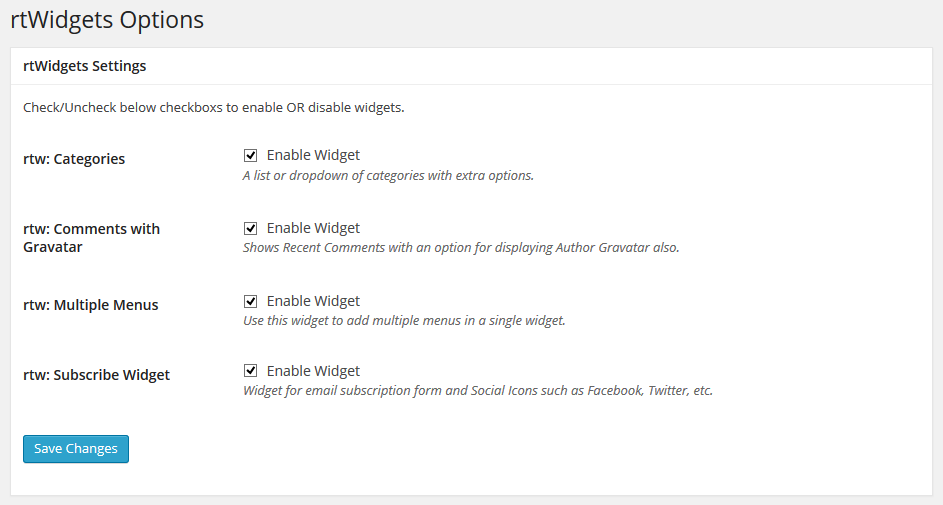 rtWidgets Options
rtWidgets Settings
Check/Uncheck below checkboxs to enable OR disable widgets.
rtw: Categories
Enable Widget
A list or dropdown of categories with extra options.
rtw: Comments with
Gravatar
Enable Widget
Shows Recent Comments with an option for displaying Author Gravatar also.
rtw: Multiple Menus
Enable Widget
Use this widget to add multiple menus in a single widget.
rtw: Subscribe Widget
Enable Widget
Widget for email subscription form and Social Icons such as Facebook, Twitter, etc.
Save Changes